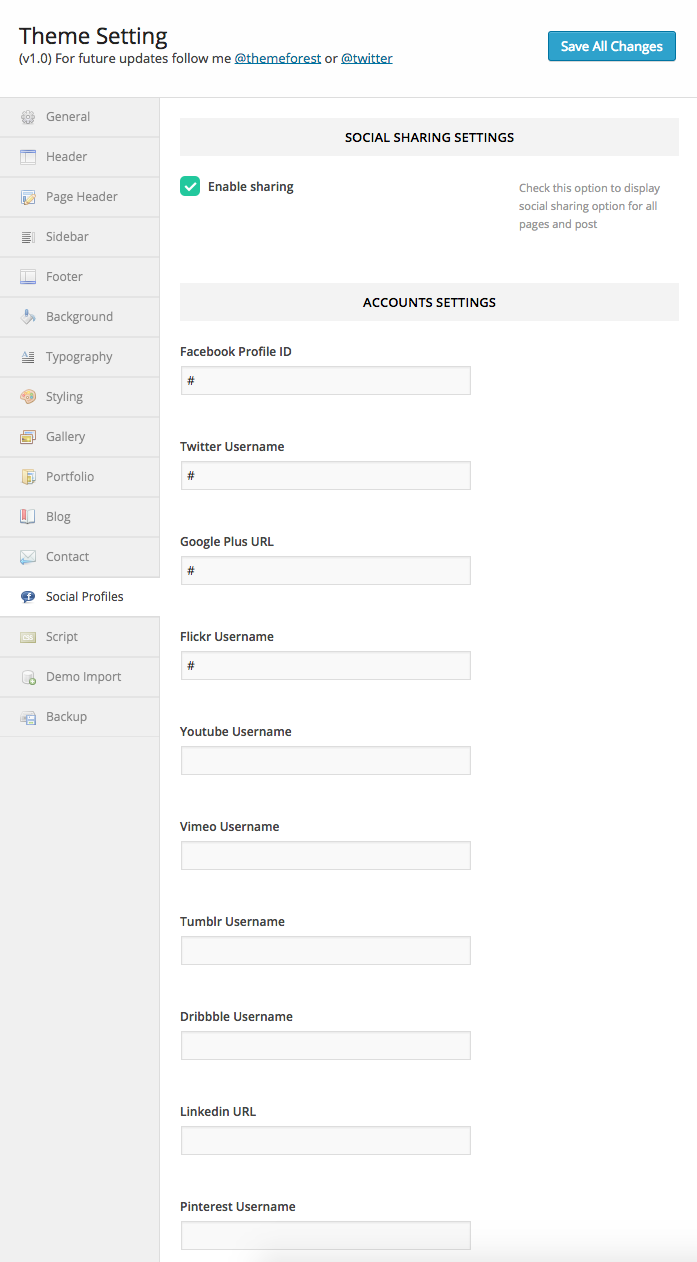 Theme Setting
(v1.0) For future updates follow me @themeforest or @twitter
Save All Changes
General
Header
Page Header
Sidebar
Footer
Background
Typography
Styling
Gallery
Portfolio
Blog
Contact
Social Profiles
Script
Demo Import
Backup
SOCIAL SHARING SETTINGS
Enable sharing
Check this option to display
social sharing option for all
pages and post
ACCOUNTS SETTINGS
Facebook Profile ID
#
Twitter Username
#
Google Plus URL
#
Flickr Username
#
Youtube Username
Vimeo Username
Tumblr Username
Dribbble Username
Linkedin URL
Pinterest Username